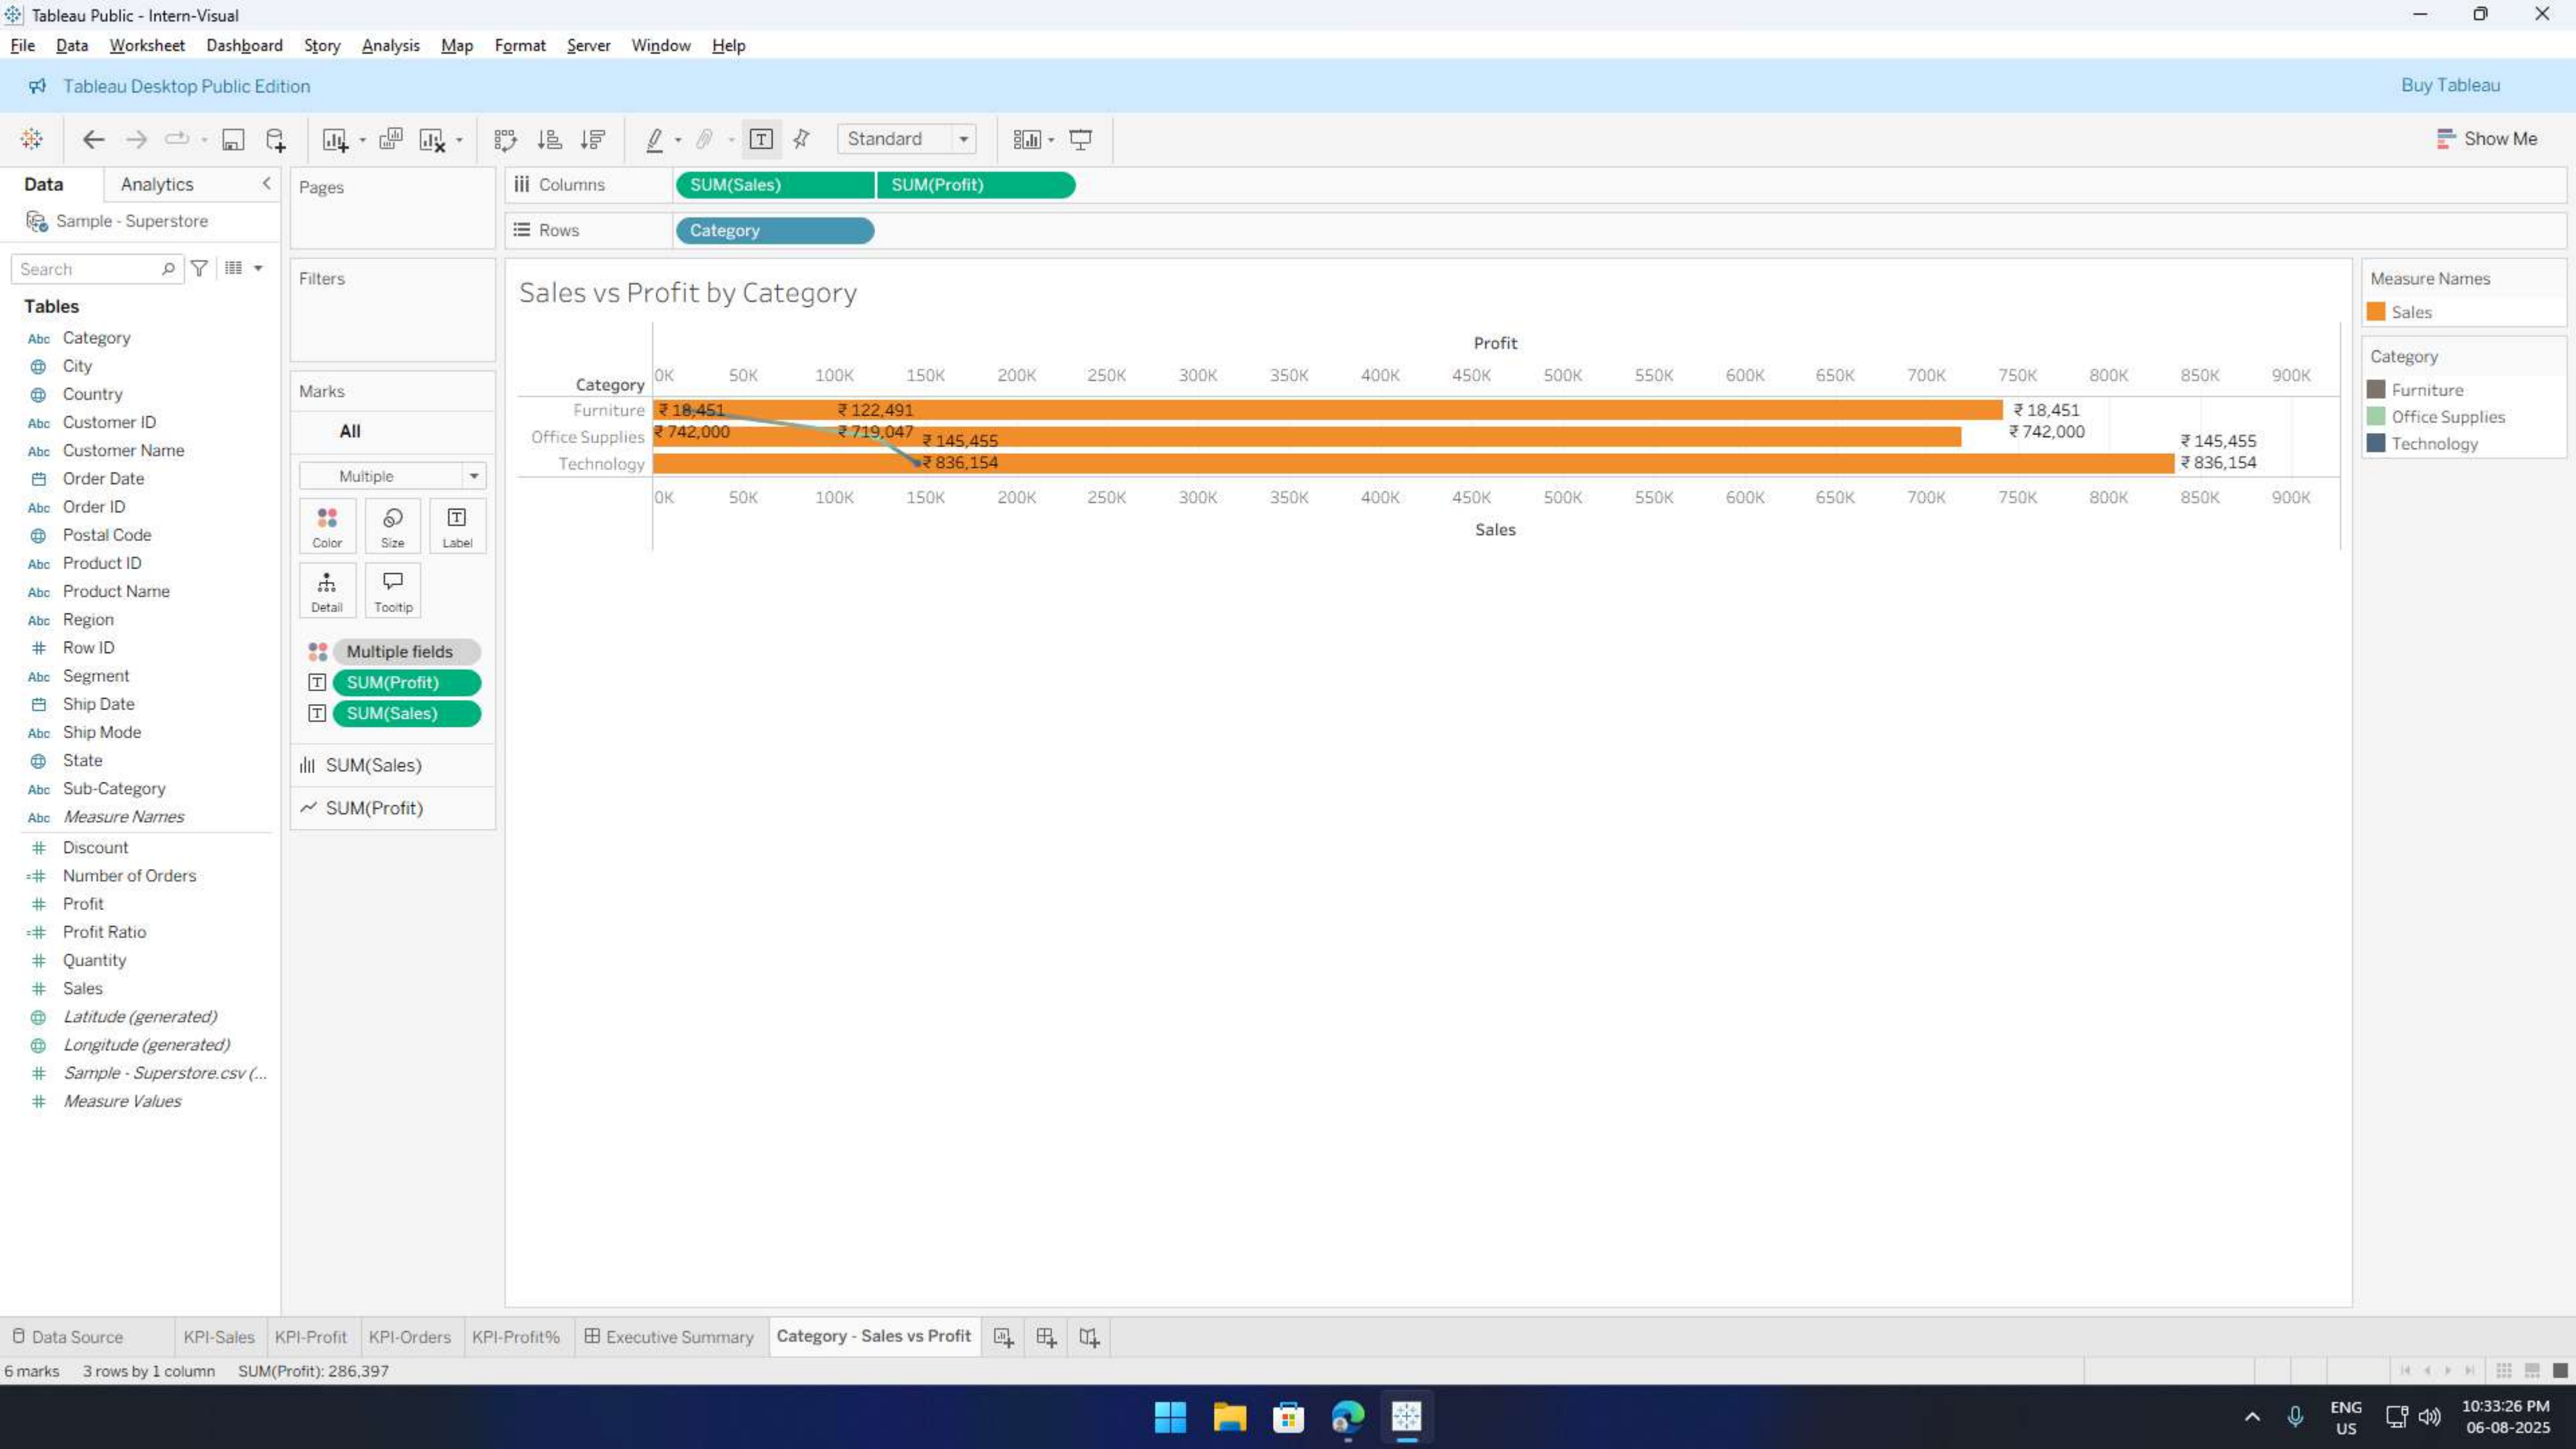 Tableau Public - Intern-Visual
File Data Worksheet Dashboard Story Analysis Map Format Server Window Help
Tableau Desktop Public Edition
Buy Tableau
Standard
Show Me
Data Analytics
Sample - Superstore
Search
Tables
Abc Category
City
Country
Abc Customer ID
Abc Customer Name
Order Date
Abc Order ID
Postal Code
Abc Product ID
Abc Product Name
Abc Region
# Row ID
Abc Segment
Ship Date
Abc Ship Mode
State
Abc Sub-Category
Abc Measure Names
# Discount
=# Number of Orders
# Profit
=# Profit Ratio
# Quantity
# Sales
Latitude (generated)
Longitude (generated)
# Sample - Superstore.csv (...
# Measure Values
Pages
Filters
Marks
All
Multiple
Color Size Label
Detail Tooltip
Multiple fields
T SUM(Profit)
T SUM(Sales)
SUM(Sales)
SUM(Profit)
Columns SUM(Sales) SUM(Profit)
Rows Category
Sales vs Profit by Category
Profit
Category 0K 50K 100K 150K 200K 250K 300K 350K 400K 450K 500K 550K 600K 650K 700K 750K 800K 850K 900K
Furniture ₹ 18,451 ₹ 122,491 ₹ 18,451
Office Supplies ₹ 742,000 ₹ 719,047 ₹ 145,455 ₹ 742,000 ₹ 145,455
Technology ₹ 836,154 ₹ 836,154
0K 50K 100K 150K 200K 250K 300K 350K 400K 450K 500K 550K 600K 650K 700K 750K 800K 850K 900K
Sales
Measure Names
Sales
Category
Furniture
Office Supplies
Technology
Data Source KPI-Sales KPI-Profit KPI-Orders KPI-Profit% Executive Summary Category - Sales vs Profit
6 marks 3 rows by 1 column SUM(Profit): 286,397
ENG
US
10:33:26 PM
06-08-2025